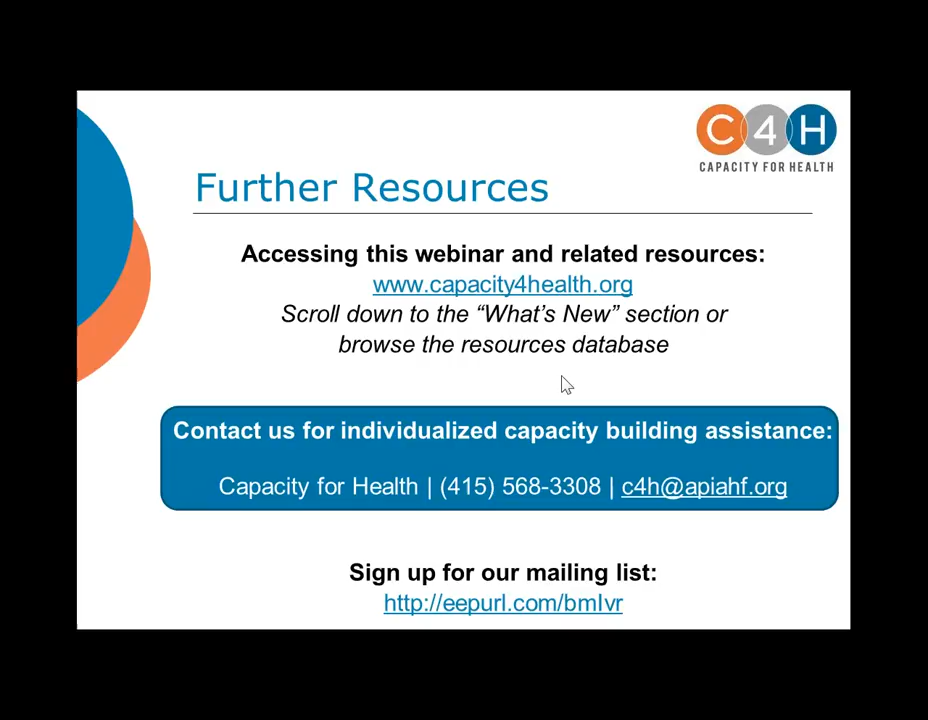 C4H
CAPACITY FOR HEALTH
Further Resources
Accessing this webinar and related resources:
www.capacity4health.org
Scroll down to the “What’s New” section or
browse the resources database
Contact us for individualized capacity building assistance:
Capacity for Health | (415) 568-3308 | c4h@apiahf.org
Sign up for our mailing list:
http://eepurl.com/bmIvr